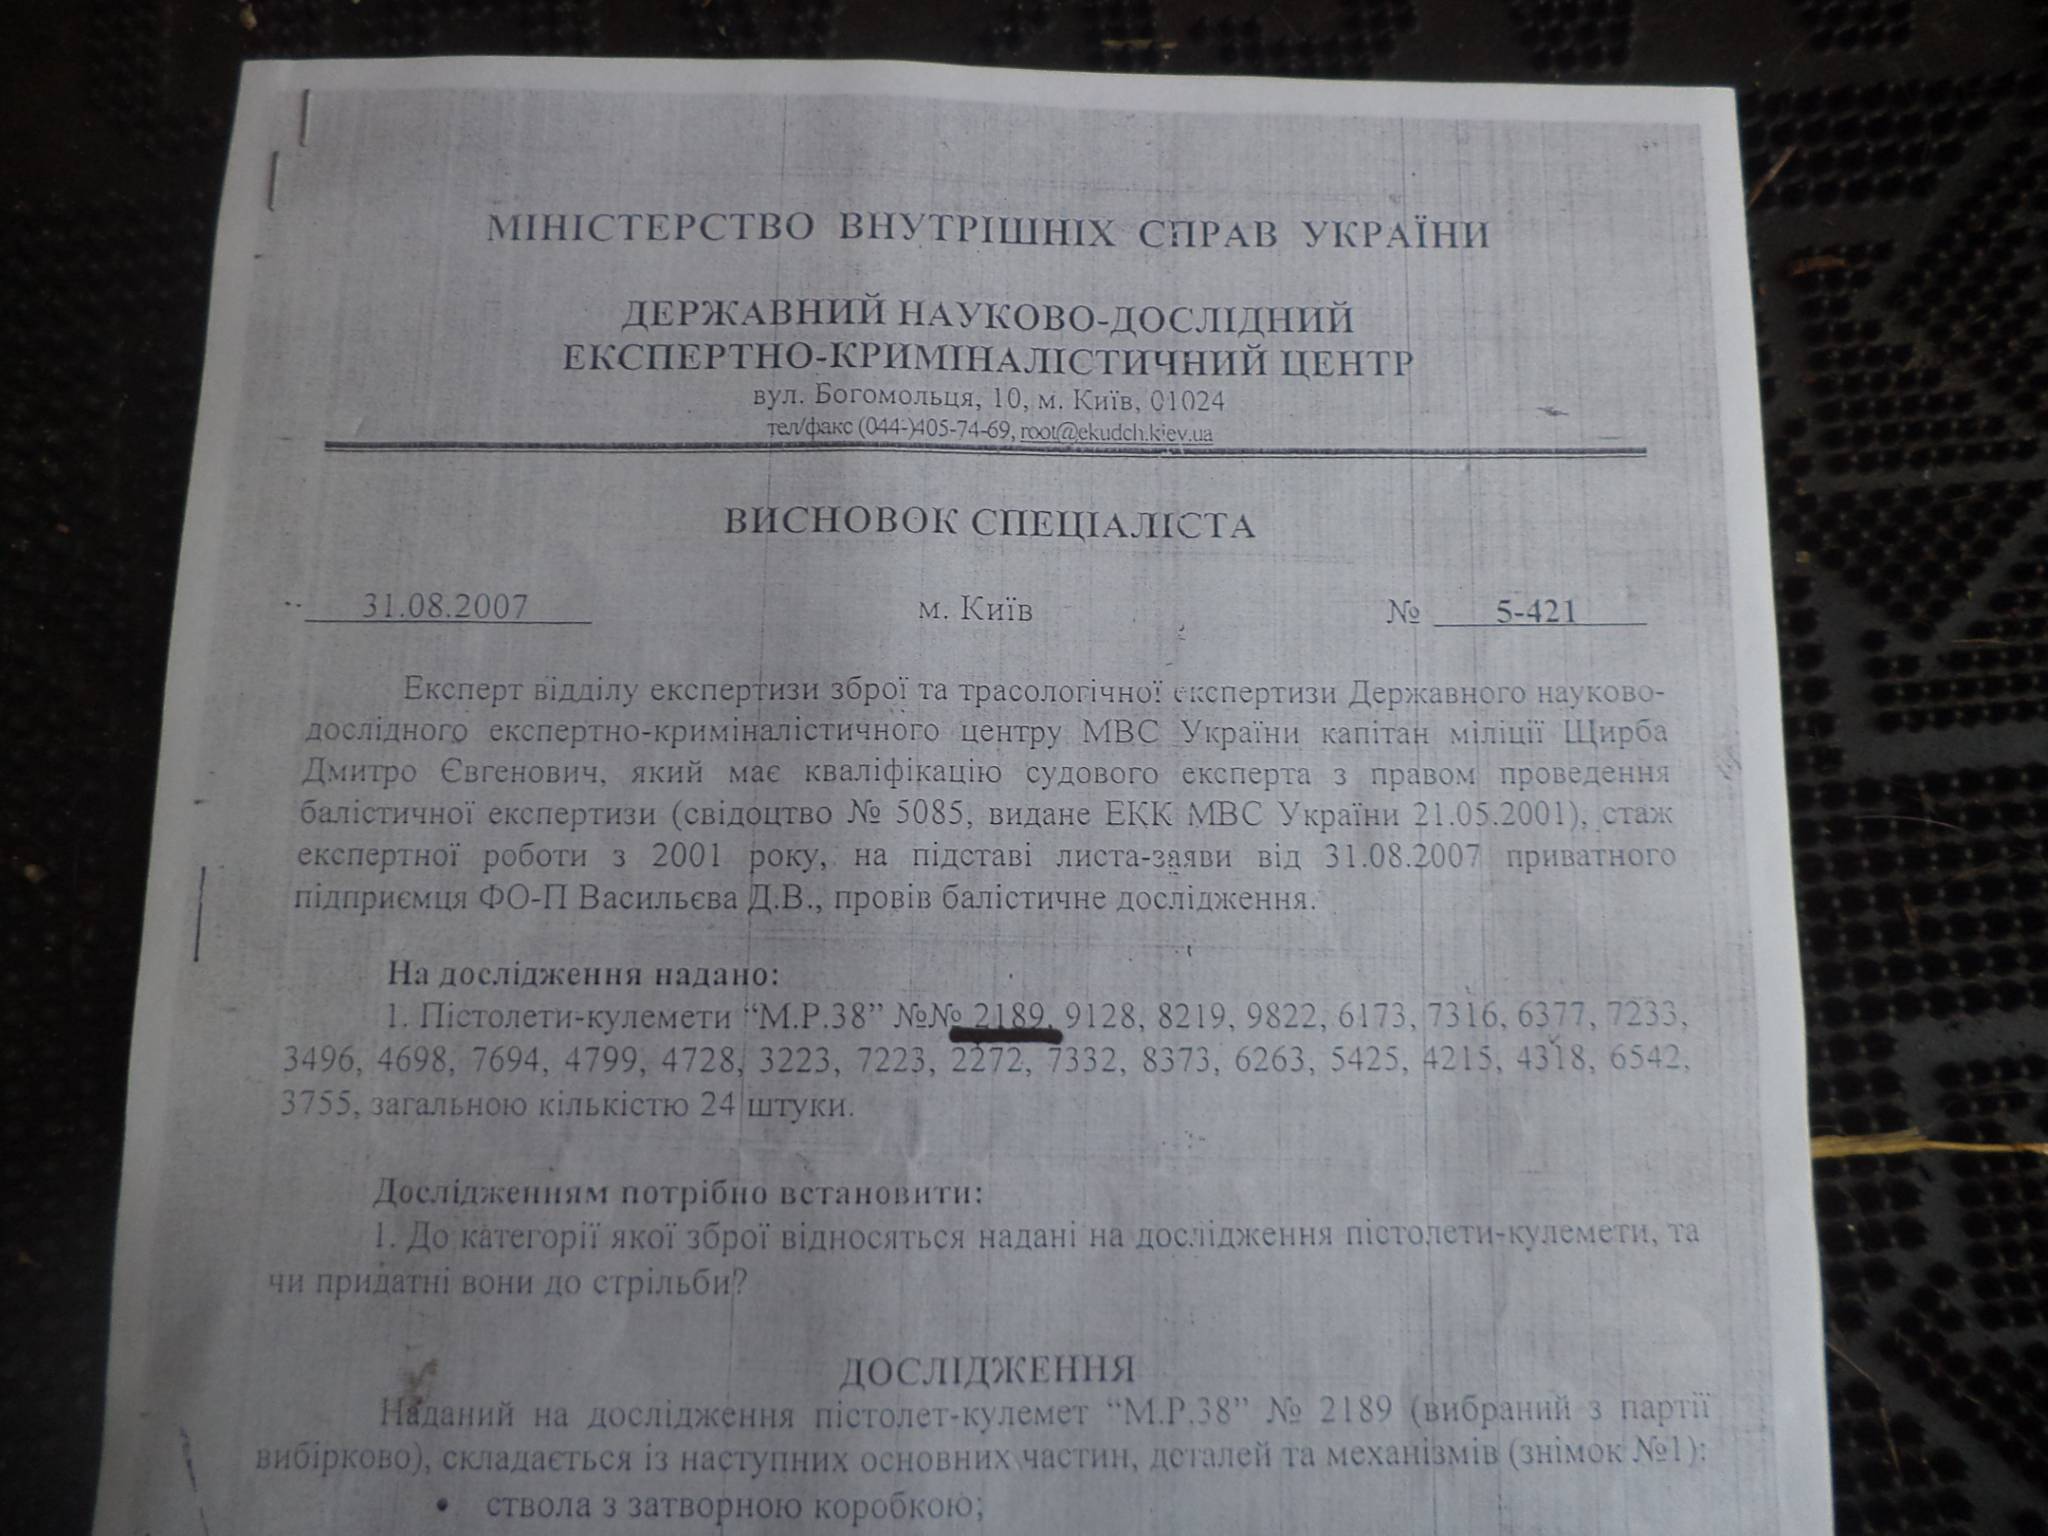 МІНІСТЕРСТВО ВНУТРІШНІХ СПРАВ УКРАЇНИ
ДЕРЖАВНИЙ НАУКОВО-ДОСЛІДНИЙ
ЕКСПЕРТНО-КРИМІНАЛІСТИЧНИЙ ЦЕНТР
вул. Богомольця, 10, м. Київ, 01024
тел/факс (044-)405-74-69, root@ekudch.kiev.ua
ВИСНОВОК СПЕЦІАЛІСТА
31.08.2007 м. Київ № 5-421
Експерт відділу експертизи зброї та трасологічної експертизи Державного науково-
дослідного експертно-криміналістичного центру МВС України капітан міліції Щирба
Дмитро Євгенович, який має кваліфікацію судового експерта з правом проведення
балістичної експертизи (свідоцтво № 5085, видане ЕКК МВС України 21.05.2001), стаж
експертної роботи з 2001 року, на підставі листа-заяви від 31.08.2007 приватного
підприємця ФО-П Васильєва Д.В., провів балістичне дослідження.
На дослідження надано:
1. Пістолети-кулемети “М.Р.38” №№ 2189, 9128, 8219, 9822, 6173, 7316, 6377, 7233,
3496, 4698, 7694, 4799, 4728, 3223, 7223, 2272, 7332, 8373, 6263, 5425, 4215, 4318, 6542,
3755, загальною кількістю 24 штуки.
Дослідженням потрібно встановити:
1. До категорії якої зброї відносяться надані на дослідження пістолети-кулемети, та
чи придатні вони до стрільби?
ДОСЛІДЖЕННЯ
Наданий на дослідження пістолет-кулемет “М.Р.38” № 2189 (вибраний з партії
вибірково), складається із наступних основних частин, деталей та механізмів (знімок №1):
• ствола з затворною коробкою;